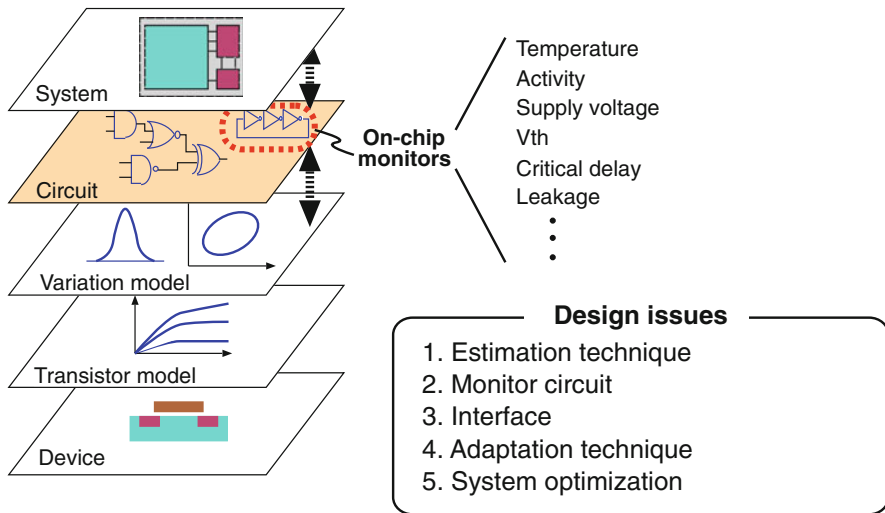 System
Circuit
Variation model
Transistor model
Device
On-chip
monitors
Temperature
Activity
Supply voltage
Vth
Critical delay
Leakage
Design issues
1. Estimation technique
2. Monitor circuit
3. Interface
4. Adaptation technique
5. System optimization